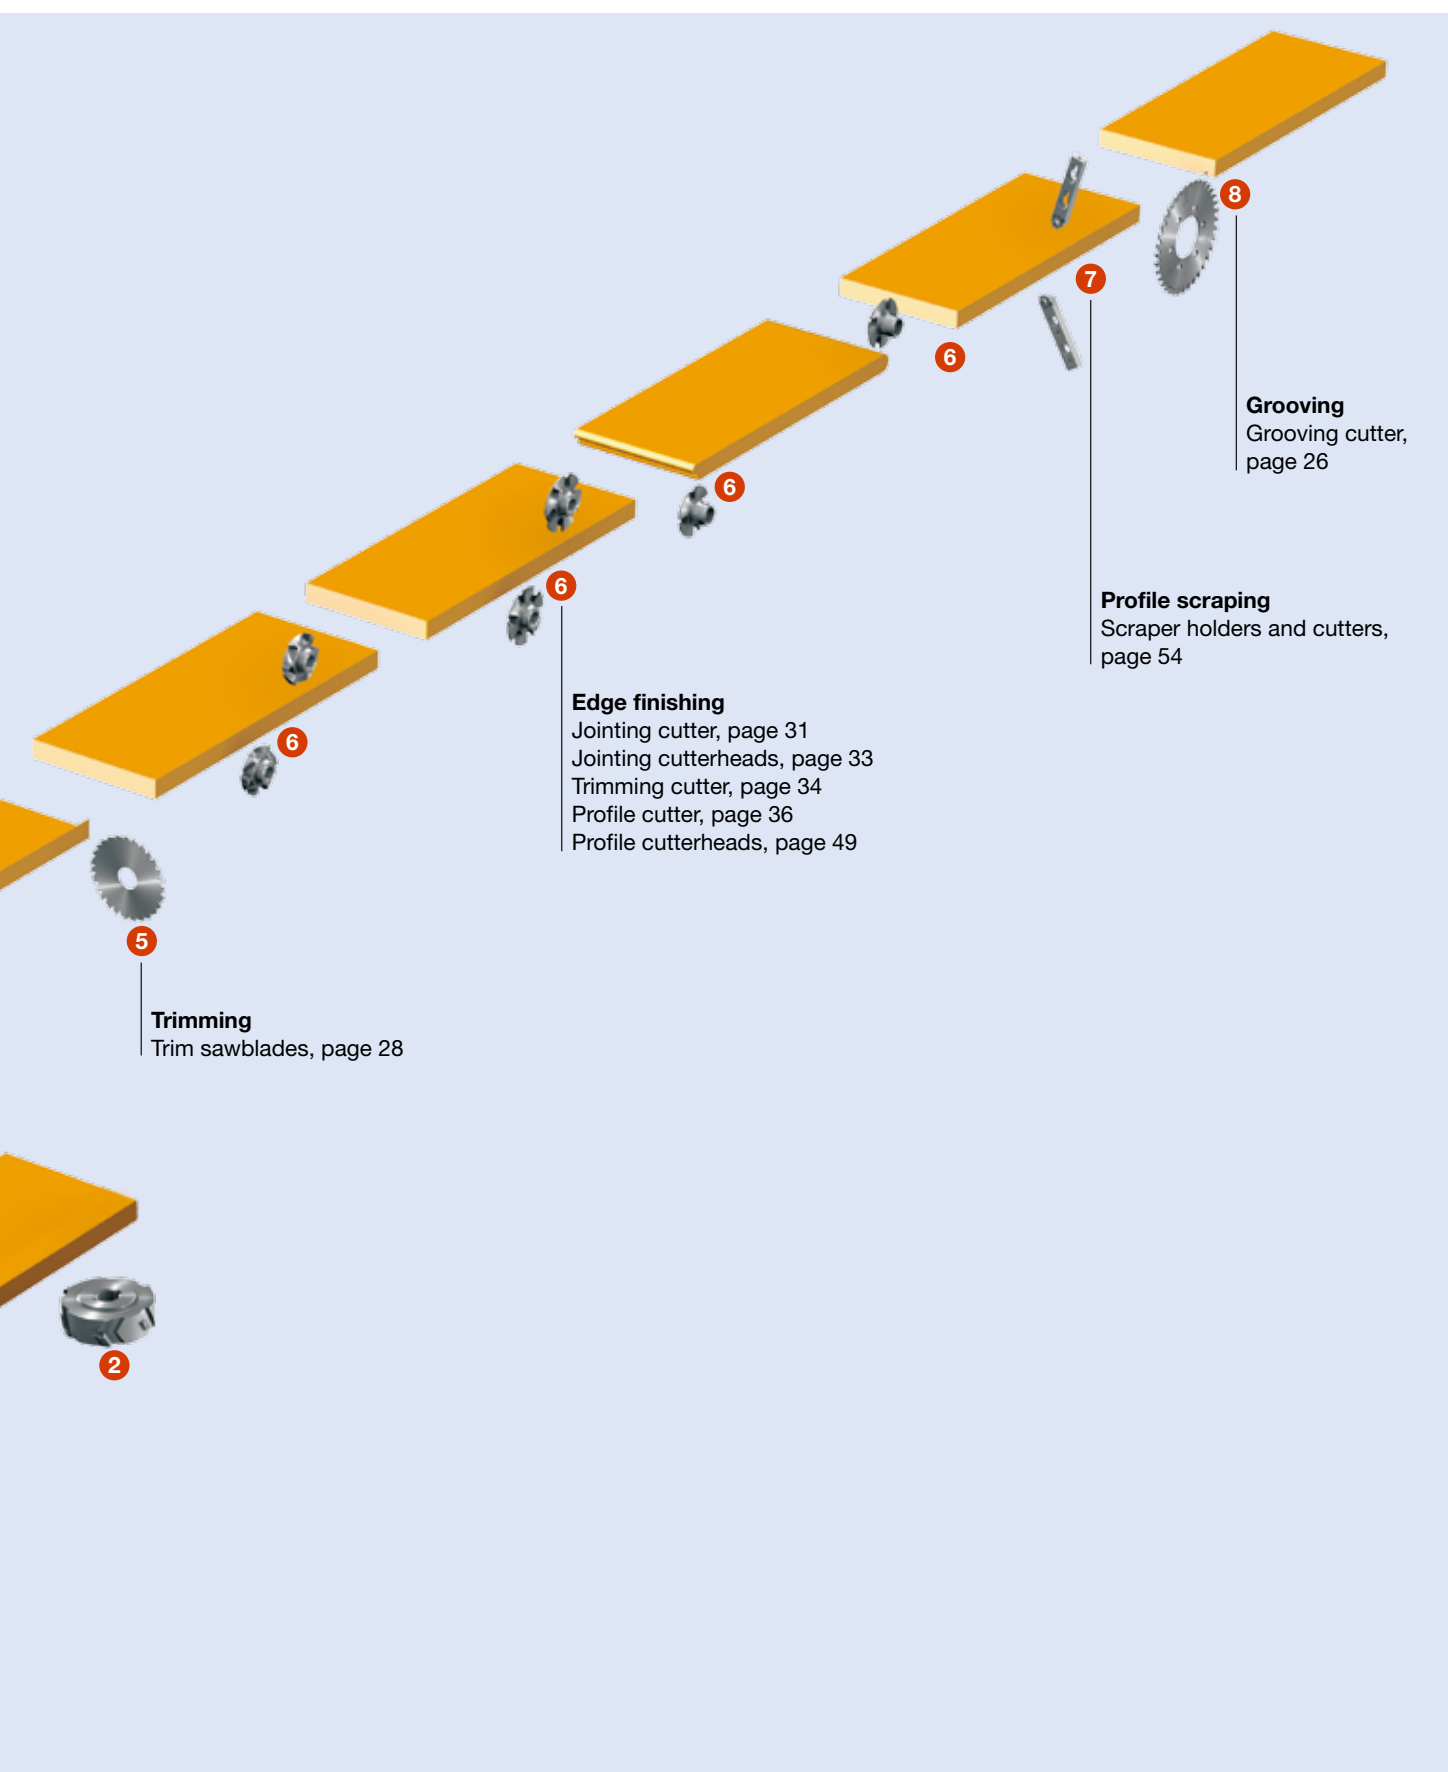 8
7
6
Grooving
Grooving cutter,
page 26
6
6
Profile scraping
Scraper holders and cutters,
page 54
6
Edge finishing
Jointing cutter, page 31
Jointing cutterheads, page 33
Trimming cutter, page 34
Profile cutter, page 36
Profile cutterheads, page 49
5
Trimming
Trim sawblades, page 28
2